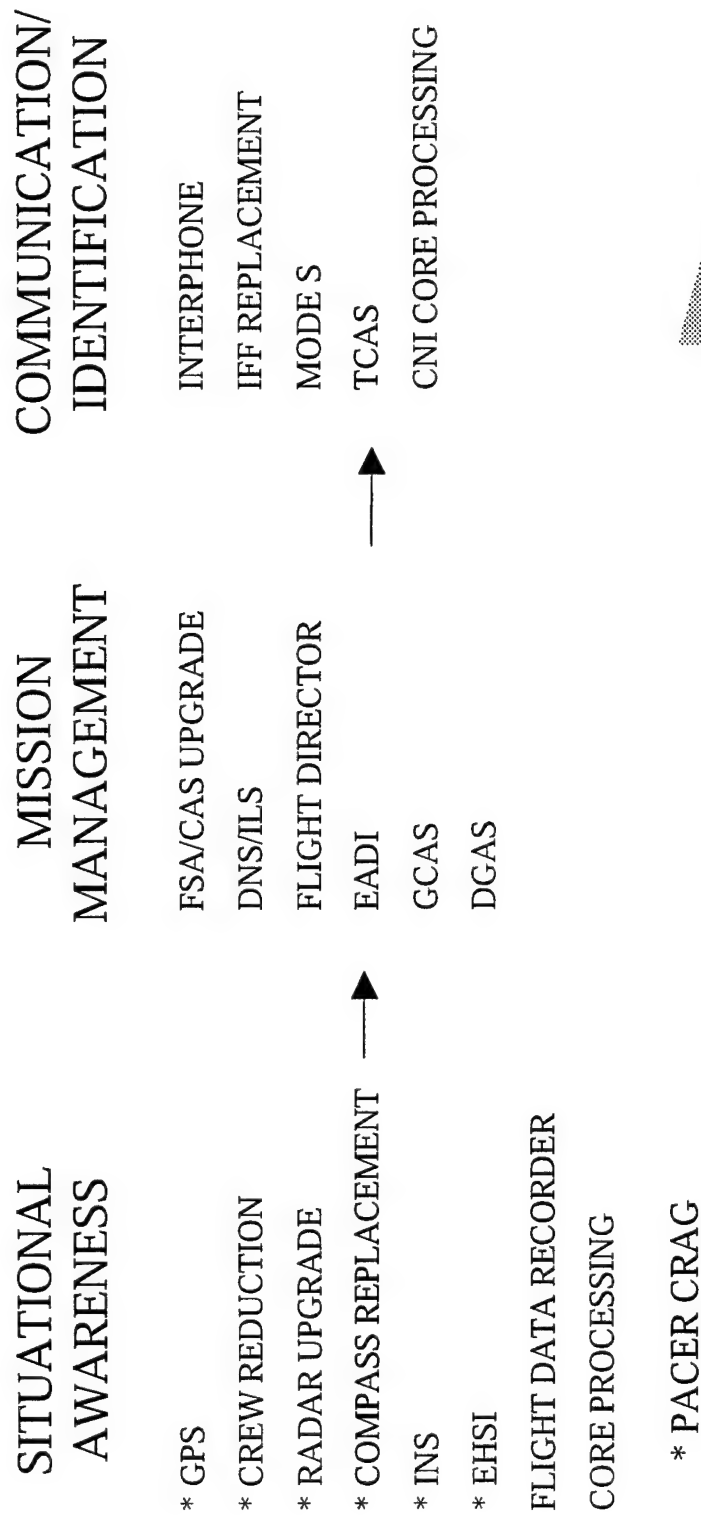 SITUATIONAL
AWARENESS
* GPS
* CREW REDUCTION
* RADAR UPGRADE
* COMPASS REPLACEMENT
* INS
* EHSI
FLIGHT DATA RECORDER
CORE PROCESSING
* PACER CRAG
MISSION
MANAGEMENT
FSA/CAS UPGRADE
DNS/ILS
FLIGHT DIRECTOR
EADI
GCAS
DGAS
COMMUNICATION/
IDENTIFICATION
INTERPHONE
IFF REPLACEMENT
MODE S
TCAS
CNI CORE PROCESSING